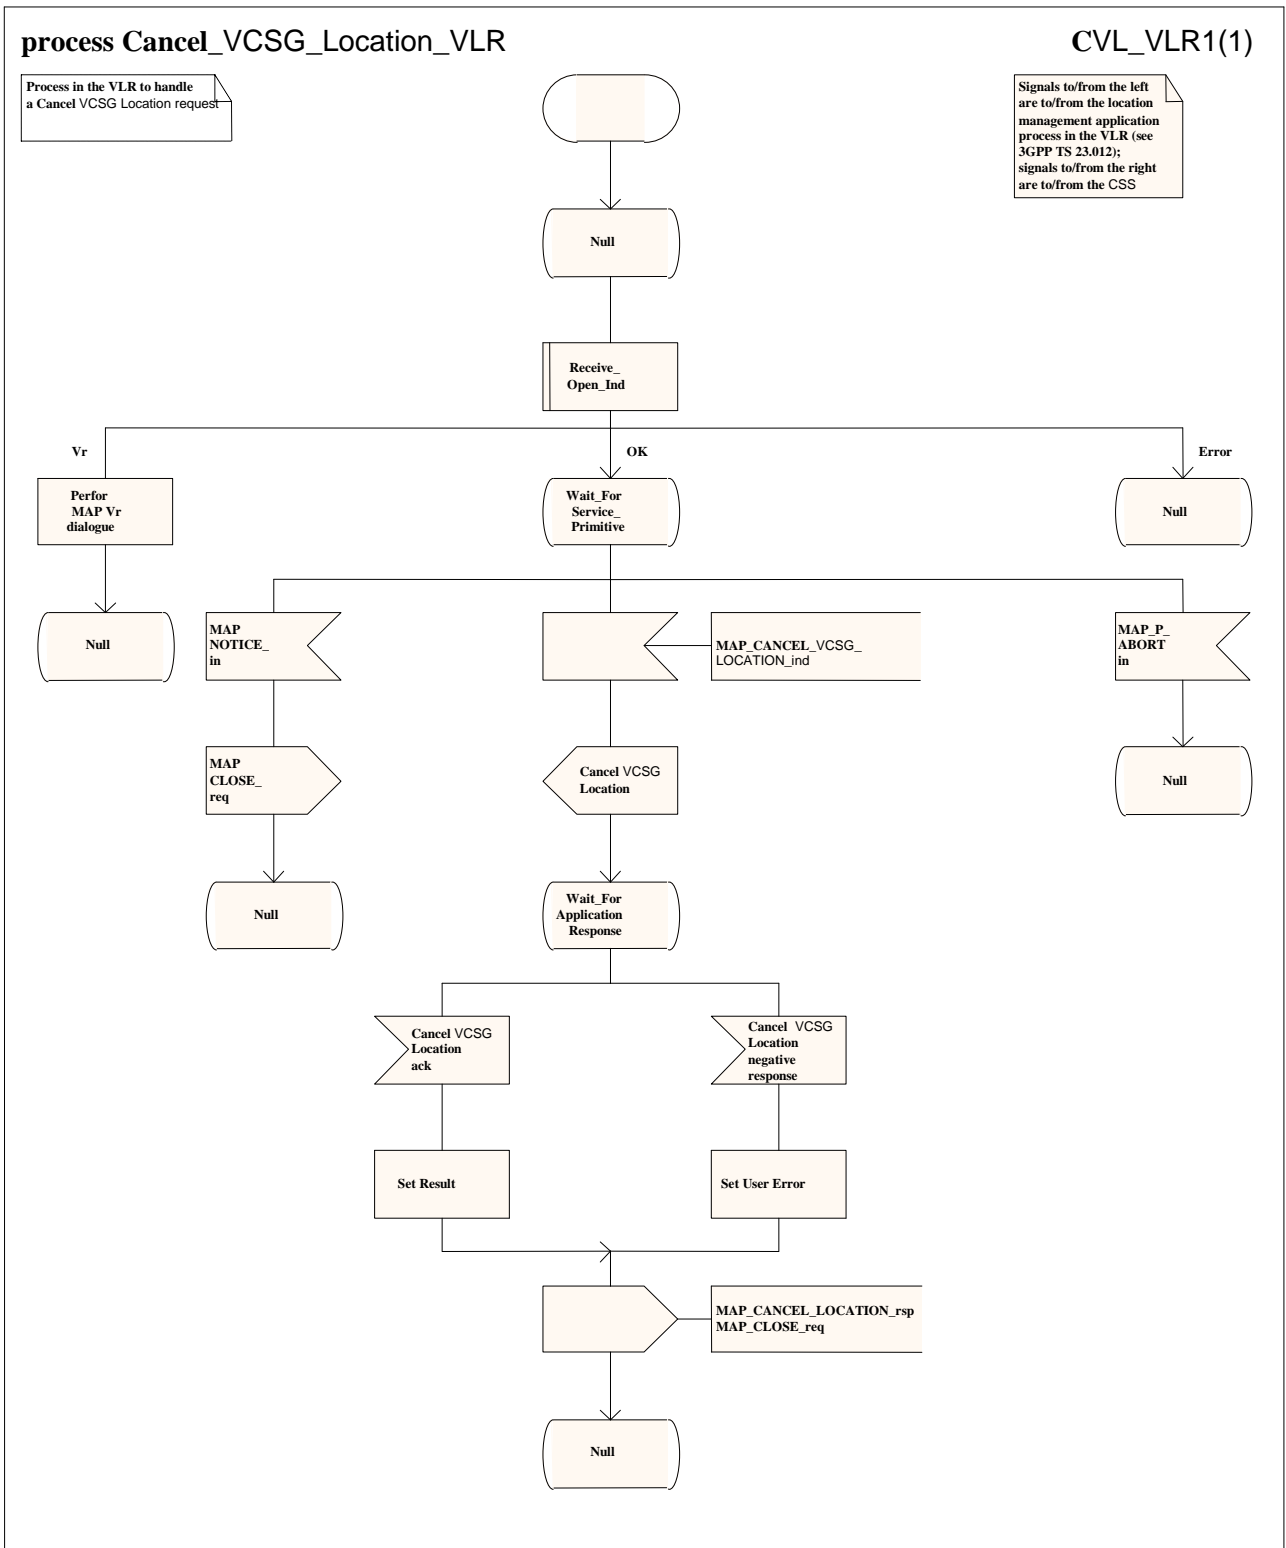 process Cancel_VCSG_Location_VLR
CVL_VLR1(1)
Process in the VLR to handle
a Cancel VCSG Location request
Signals to/from the left
are to/from the location
management application
process in the VLR (see
3GPP TS 23.012);
signals to/from the right
are to/from the CSS
Null
Receive_
Open_Ind
Vr
OK
Error
Perfor
MAP Vr
dialogue
Wait_For
Service_
Primitive
Null
Null
MAP
NOTICE_
in
MAP_CANCEL_VCSG_
LOCATION_ind
MAP_P_
ABORT
in
MAP
CLOSE_
req
Cancel VCSG
Location
Null
Null
Wait_For
Application
Response
Cancel VCSG
Location
ack
Cancel VCSG
Location
negative
response
Set Result
Set User Error
MAP_CANCEL_LOCATION_rsp
MAP_CLOSE_req
Null